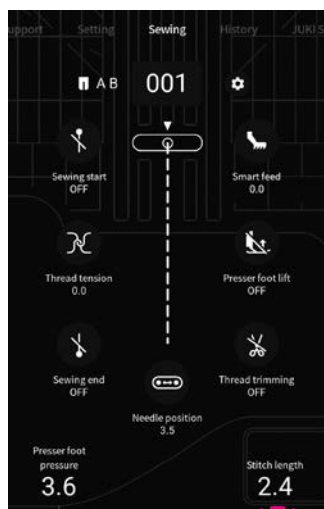 upport Setting Sewing History JUKI S
A B 001
Sewing start
OFF
Smart feed
0.0
Thread tension
0.0
Presser foot lift
OFF
Sewing end
OFF
Thread trimming
OFF
Needle position
3.5
Presser foot
pressure
3.6
Stitch length
2.4